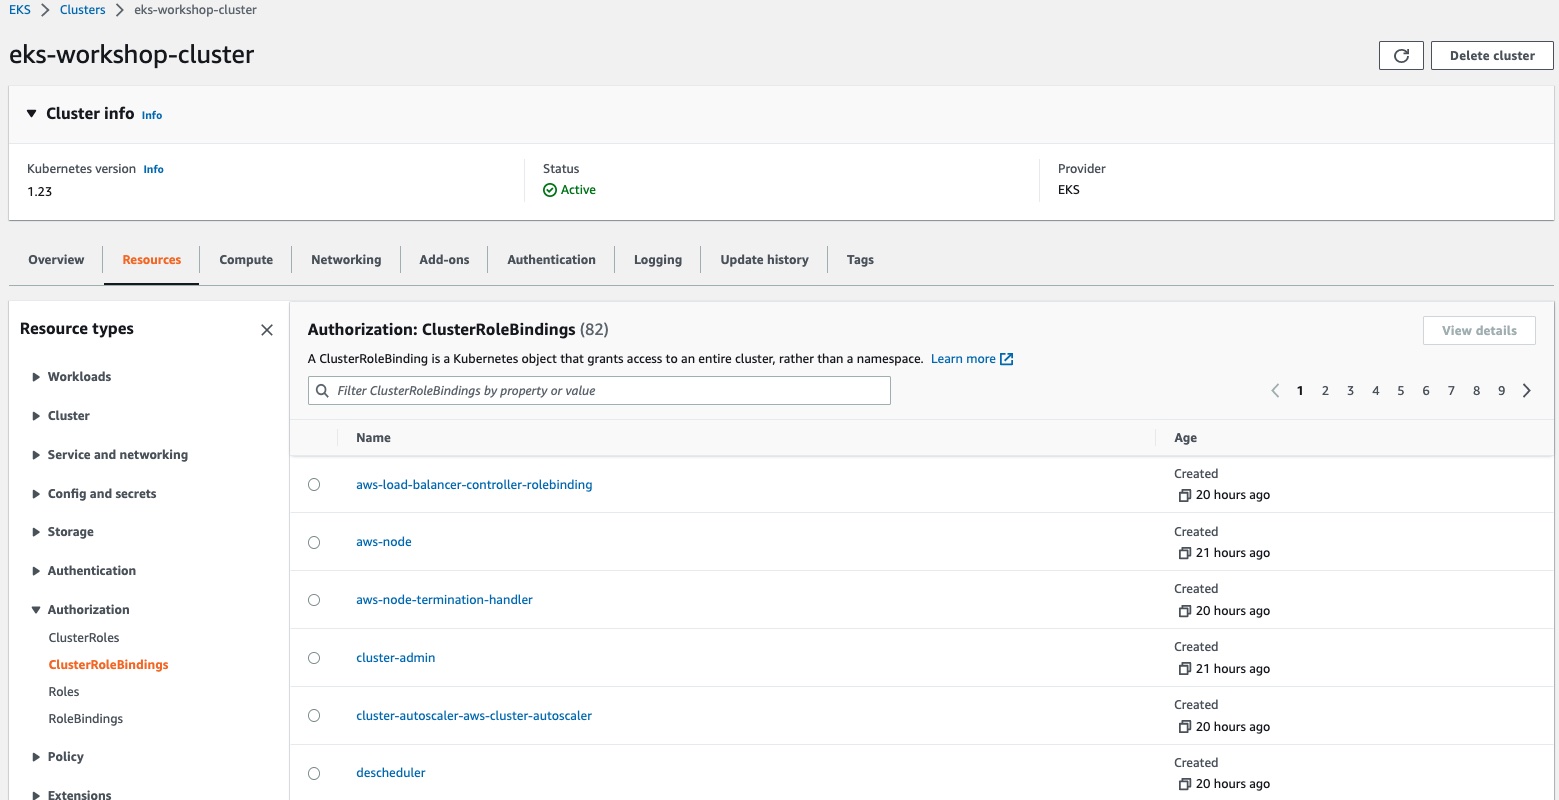 EKS > Clusters > eks-workshop-cluster
eks-workshop-cluster
Delete cluster
Cluster info Info
Kubernetes version Info
1.23
Status
Active
Provider
EKS
Overview Resources Compute Networking Add-ons Authentication Logging Update history Tags
Resource types
Workloads
Cluster
Service and networking
Config and secrets
Storage
Authentication
Authorization
ClusterRoles
ClusterRoleBindings
Roles
RoleBindings
Policy
Extensions
Authorization: ClusterRoleBindings (82)
View details
A ClusterRoleBinding is a Kubernetes object that grants access to an entire cluster, rather than a namespace. Learn more
Filter ClusterRoleBindings by property or value
1 2 3 4 5 6 7 8 9
Name Age
aws-load-balancer-controller-rolebinding
Created
20 hours ago
aws-node
Created
21 hours ago
aws-node-termination-handler
Created
20 hours ago
cluster-admin
Created
21 hours ago
cluster-autoscaler-aws-cluster-autoscaler
Created
20 hours ago
descheduler
Created
20 hours ago